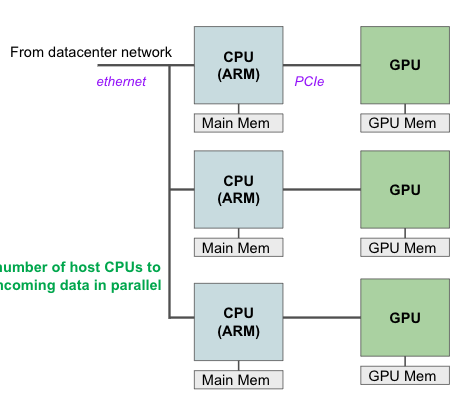 From datacenter network
ethernet
CPU
(ARM)
PCIe
GPU
Main Mem
GPU Mem
CPU
(ARM)
GPU
Main Mem
GPU Mem
number of host CPUs to
incoming data in parallel
CPU
(ARM)
GPU
Main Mem
GPU Mem